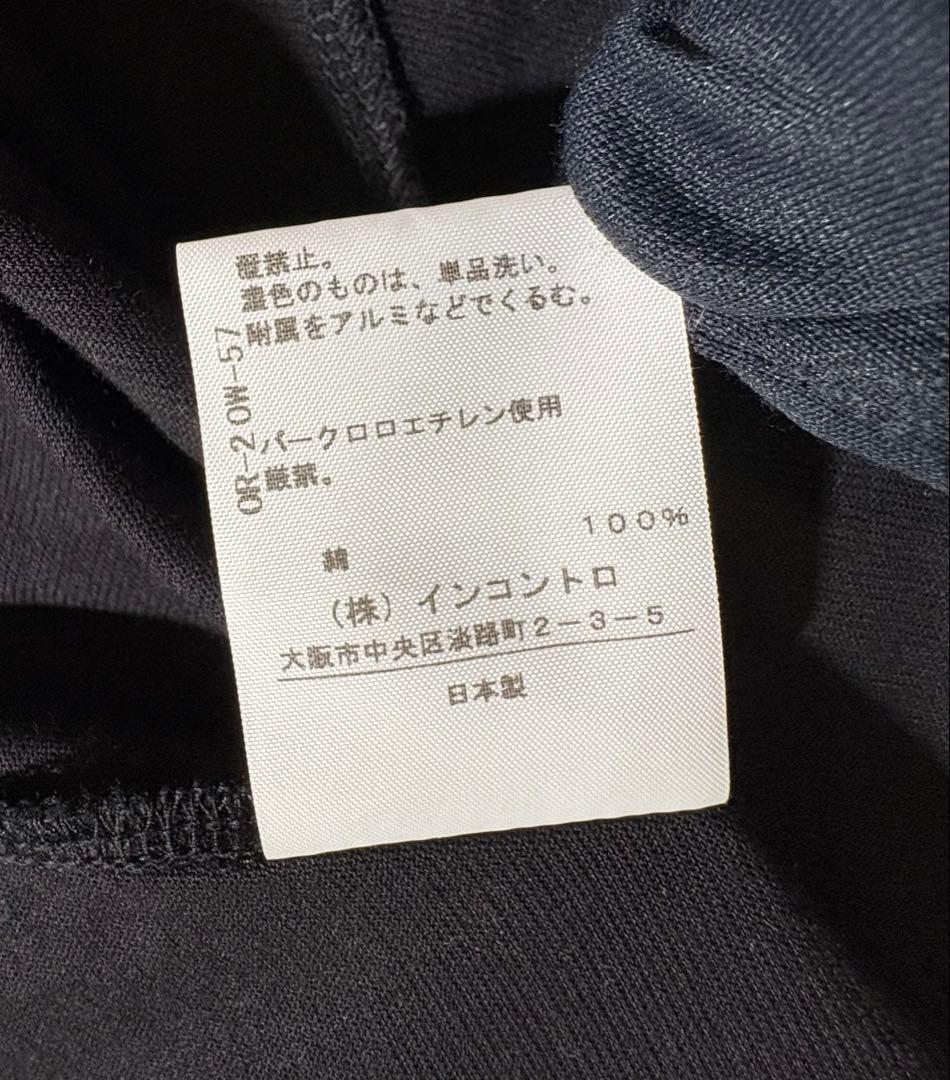 禁止。
濃色のものは、単品洗い。
附属をアルミなどでくるむ。
パークロロエチレン使用
厳禁。
OR-20W-57
綿 100%
(株)インコントロ
大阪市中央区淡路町2-3-5
日本製